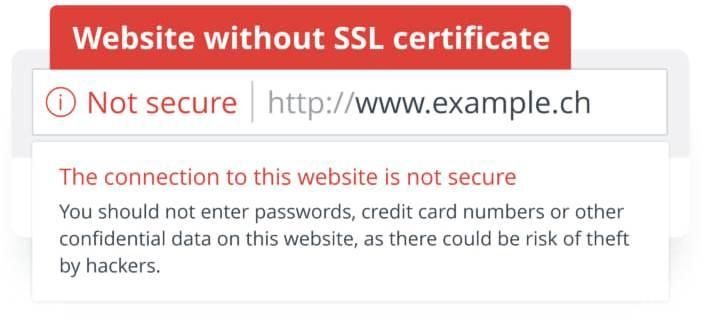 Website without SSL certificate
Not secure http://www.example.ch
The connection to this website is not secure
You should not enter passwords, credit card numbers or other
confidential data on this website, as there could be risk of theft
by hackers.